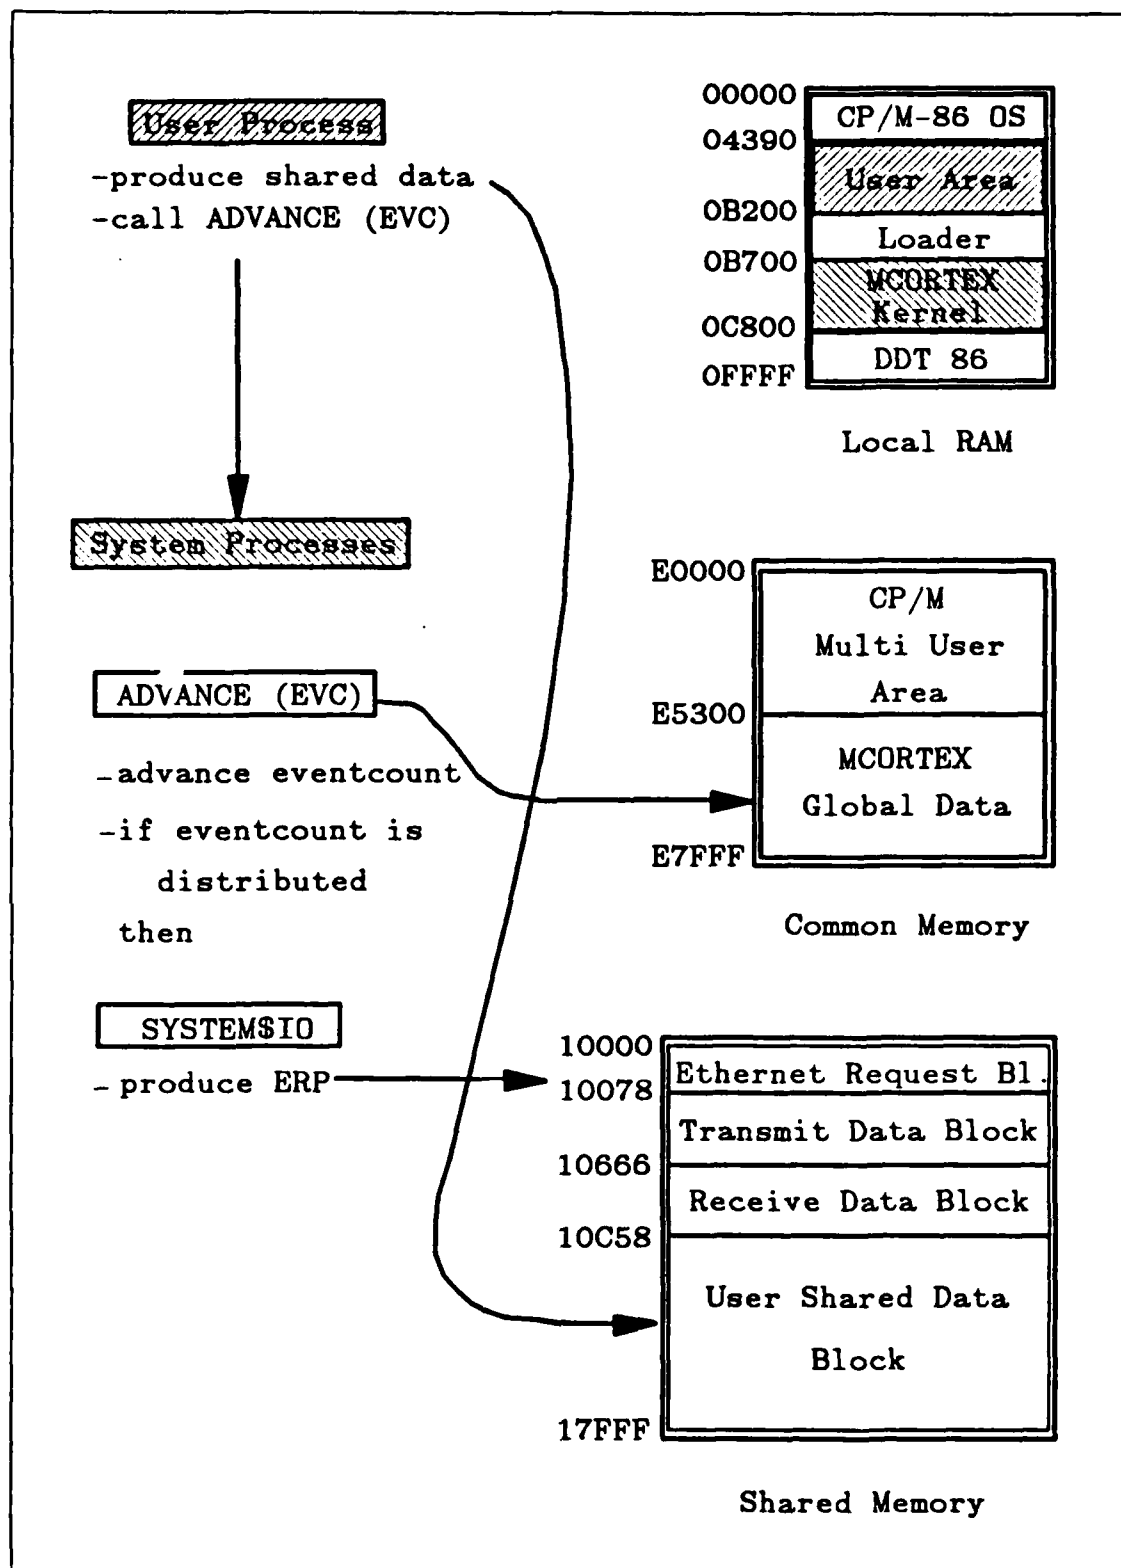 User Process
-produce shared data
-call ADVANCE (EVC)
System Processes
ADVANCE (EVC)
-advance eventcount
-if eventcount is
distributed
then
SYSTEM$IO
- produce ERP
00000
CP/M-86 OS
04390
User Area
0B200
Loader
0B700
MCORTEX
Kernel
0C800
DDT 86
0FFFF
Local RAM
E0000
CP/M
Multi User
Area
E5300
MCORTEX
Global Data
E7FFF
Common Memory
10000
Ethernet Request Bl.
10078
Transmit Data Block
10666
Receive Data Block
10C58
User Shared Data
Block
17FFF
Shared Memory